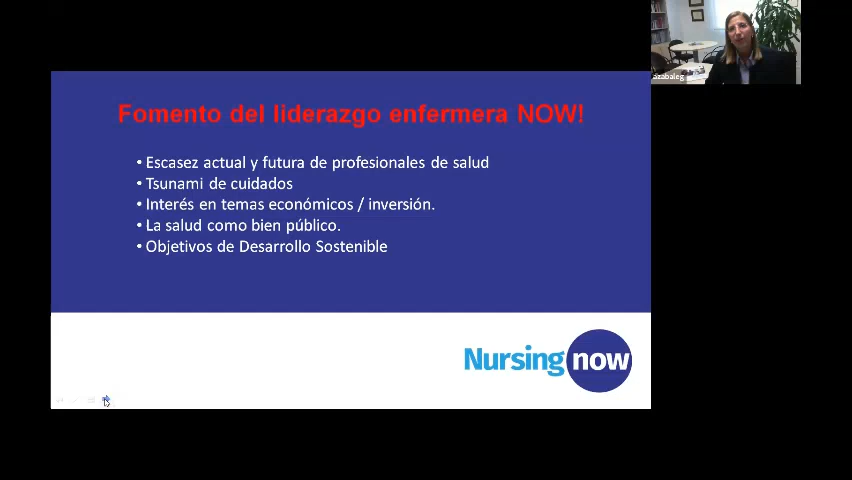 azabaleg
Fomento del liderazgo enfermera NOW!
• Escasez actual y futura de profesionales de salud
• Tsunami de cuidados
• Interés en temas económicos / inversión.
• La salud como bien público.
• Objetivos de Desarrollo Sostenible
Nursing now